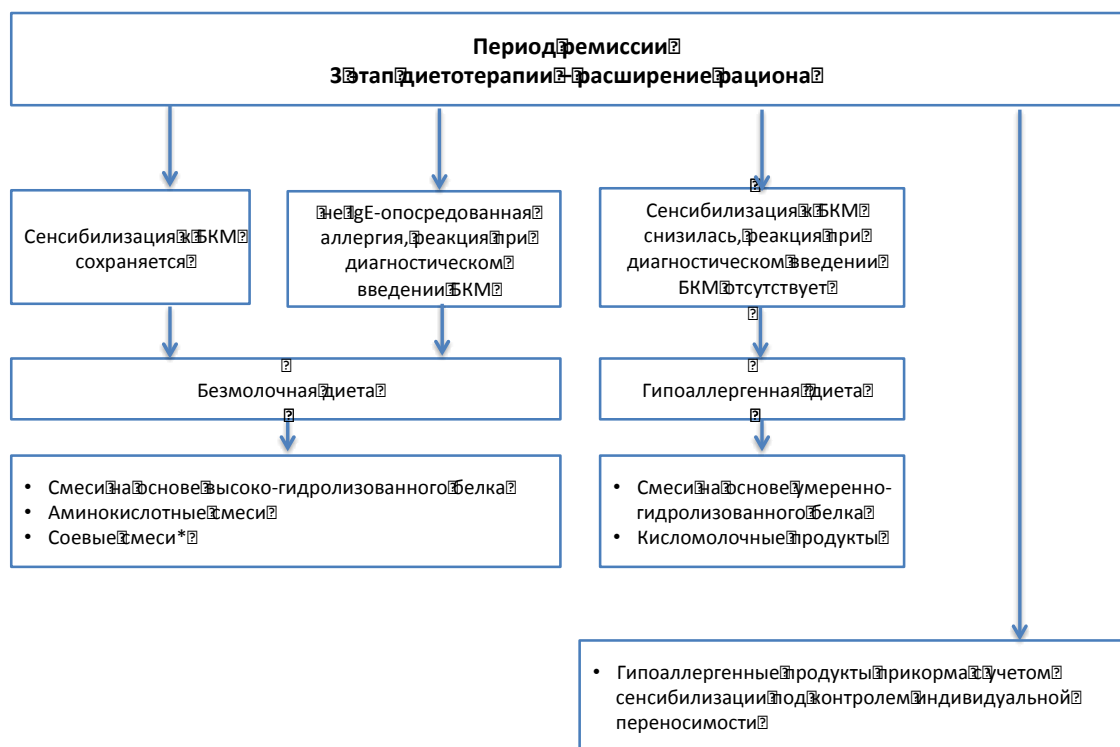 Период ремиссии
3 этап диетотерапии – расширение рациона
Сенсибилизация к БКМ
сохраняется
не IgE-опосредованная
аллергия, реакция при
диагностическом
введении БКМ
Сенсибилизация к БКМ
снизилась, реакция при
диагностическом введении
БКМ отсутствует
Безмолочная диета
Гипоаллергенная диета
• Смеси на основе высоко-гидролизованного белка
• Аминокислотные смеси
• Соевые смеси*
• Смеси на основе умеренно-
гидролизованного белка
• Кисломолочные продукты
• Гипоаллергенные продукты прикорма с учетом
сенсибилизации под контролем индивидуальной
переносимости